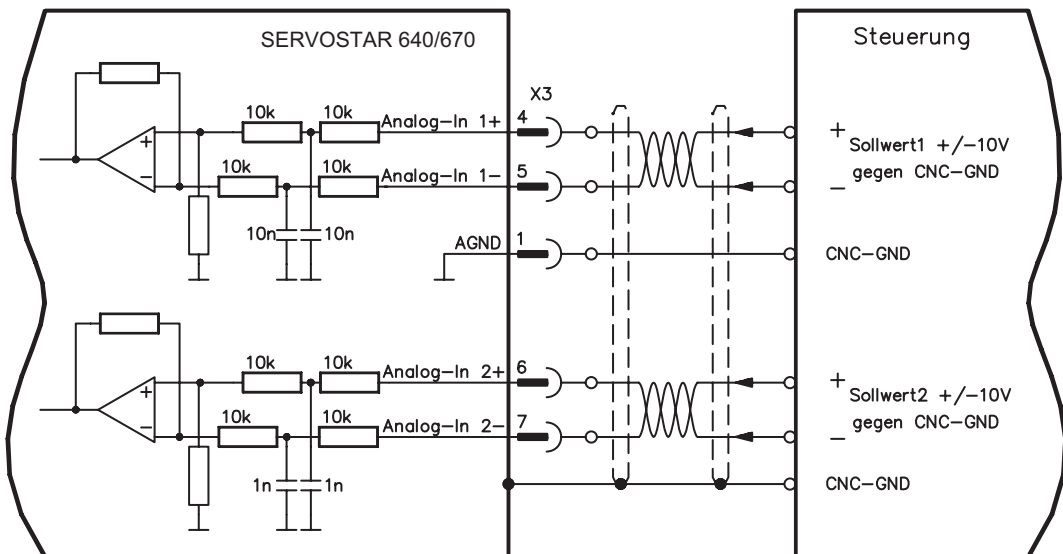 SERVOSTAR 640/670
Steuerung
X3
10k
10k
Analog-In 1+
4
+
Sollwert1 +/-10V
gegen CNC-GND
+
10k
10k
Analog-In 1-
5
-
-
10n
10n
AGND
1
CNC-GND
10k
10k
Analog-In 2+
6
+
Sollwert2 +/-10V
gegen CNC-GND
+
10k
10k
Analog-In 2-
7
-
-
1n
1n
CNC-GND